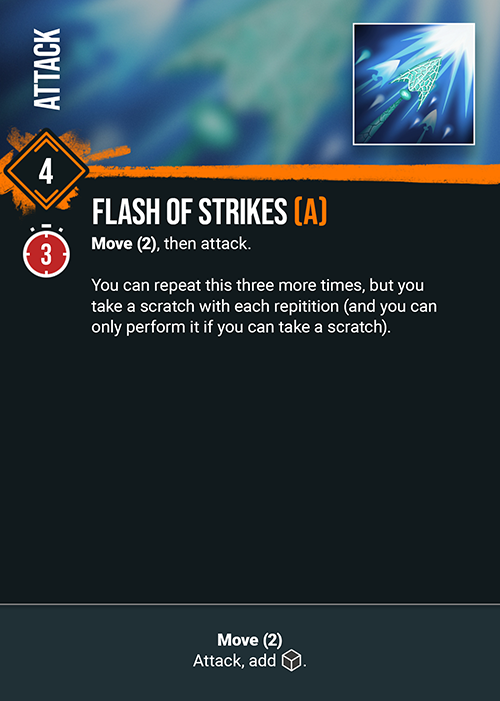 ATTACK
4
FLASH OF STRIKES (A)
3
Move (2), then attack.
You can repeat this three more times, but you
take a scratch with each repitition (and you can
only perform it if you can take a scratch).
Move (2)
Attack, add .